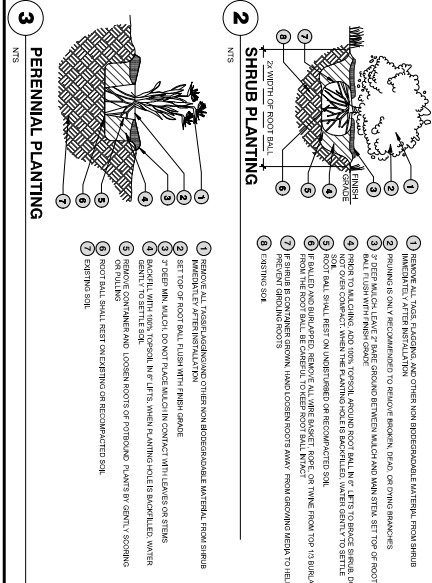 1 REMOVE ALL TAGS, FLAGGING, AND OTHER NON BIODEGRADABLE MATERIAL FROM SHRUB
IMMEDIATELY AFTER INSTALLATION
2 PRUNING IS ONLY RECOMMENDED TO REMOVE BROKEN, DEAD, OR DYING BRANCHES
3 3" DEEP MULCH. LEAVE 2" BARE GROUND BETWEEN MULCH AND MAIN STEM. SET TOP OF ROOT
BALL FLUSH WITH FINISH GRADE
4 PRIOR TO MULCHING, ADD 100% TOPSOIL AROUND ROOT BALL IN 6" LIFTS TO BRACE SHRUB.
NOT OVER COMPACT. WHEN THE PLANTING HOLE IS BACKFILLED, WATER GENTLY TO SETTLE
SOIL
5 ROOT BALL SHALL REST ON UNDISTURBED OR RECOMPACTED SOIL
6 IF BALLED AND BURLAPPED, REMOVE ALL WIRE BASKET, ROPE, OR TWINE FROM TOP 1/3
FROM THE ROOT BALL. BE CAREFUL TO KEEP ROOT BALL INTACT
7 IF SHRUB IS CONTAINER GROWN, HAND LOOSEN ROOTS AWAY FROM GROWING MEDIA TO
PREVENT GIRDLING ROOTS
8 EXISTING SOIL
1
2
3
FINISH
GRADE
4
5
6
7
8
2x WIDTH OF ROOT BALL
2 SHRUB PLANTING
NTS
1 REMOVE ALL TAGS/FLAGGING/AND OTHER NON BIODEGRADABLE MATERIAL FROM SHRUB
IMMEDIATLEY AFTER INSTALLATION
2 SET TOP OF ROOT BALL FLUSH WITH FINISH GRADE
3 3" DEEP MIN. MULCH. DO NOT PLACE MULCH IN CONTACT WITH LEAVES OR STEMS
4 BACKFILL WITH 100% TOPSOIL IN 6" LIFTS. WHEN PLANTING HOLE IS BACKFILLED, WATER
GENTLY TO SETTLE SOIL
5 REMOVE CONTAINER AND LOOSEN ROOTS OF POTBOUND PLANTS BY GENTLY SCORING
OR PULLING
6 ROOT BALL SHALL REST ON EXISTING OR RECOMPACTED SOIL
7 EXISTING SOIL
1
2
3
4
5
6
7
3 PERENNIAL PLANTING
NTS